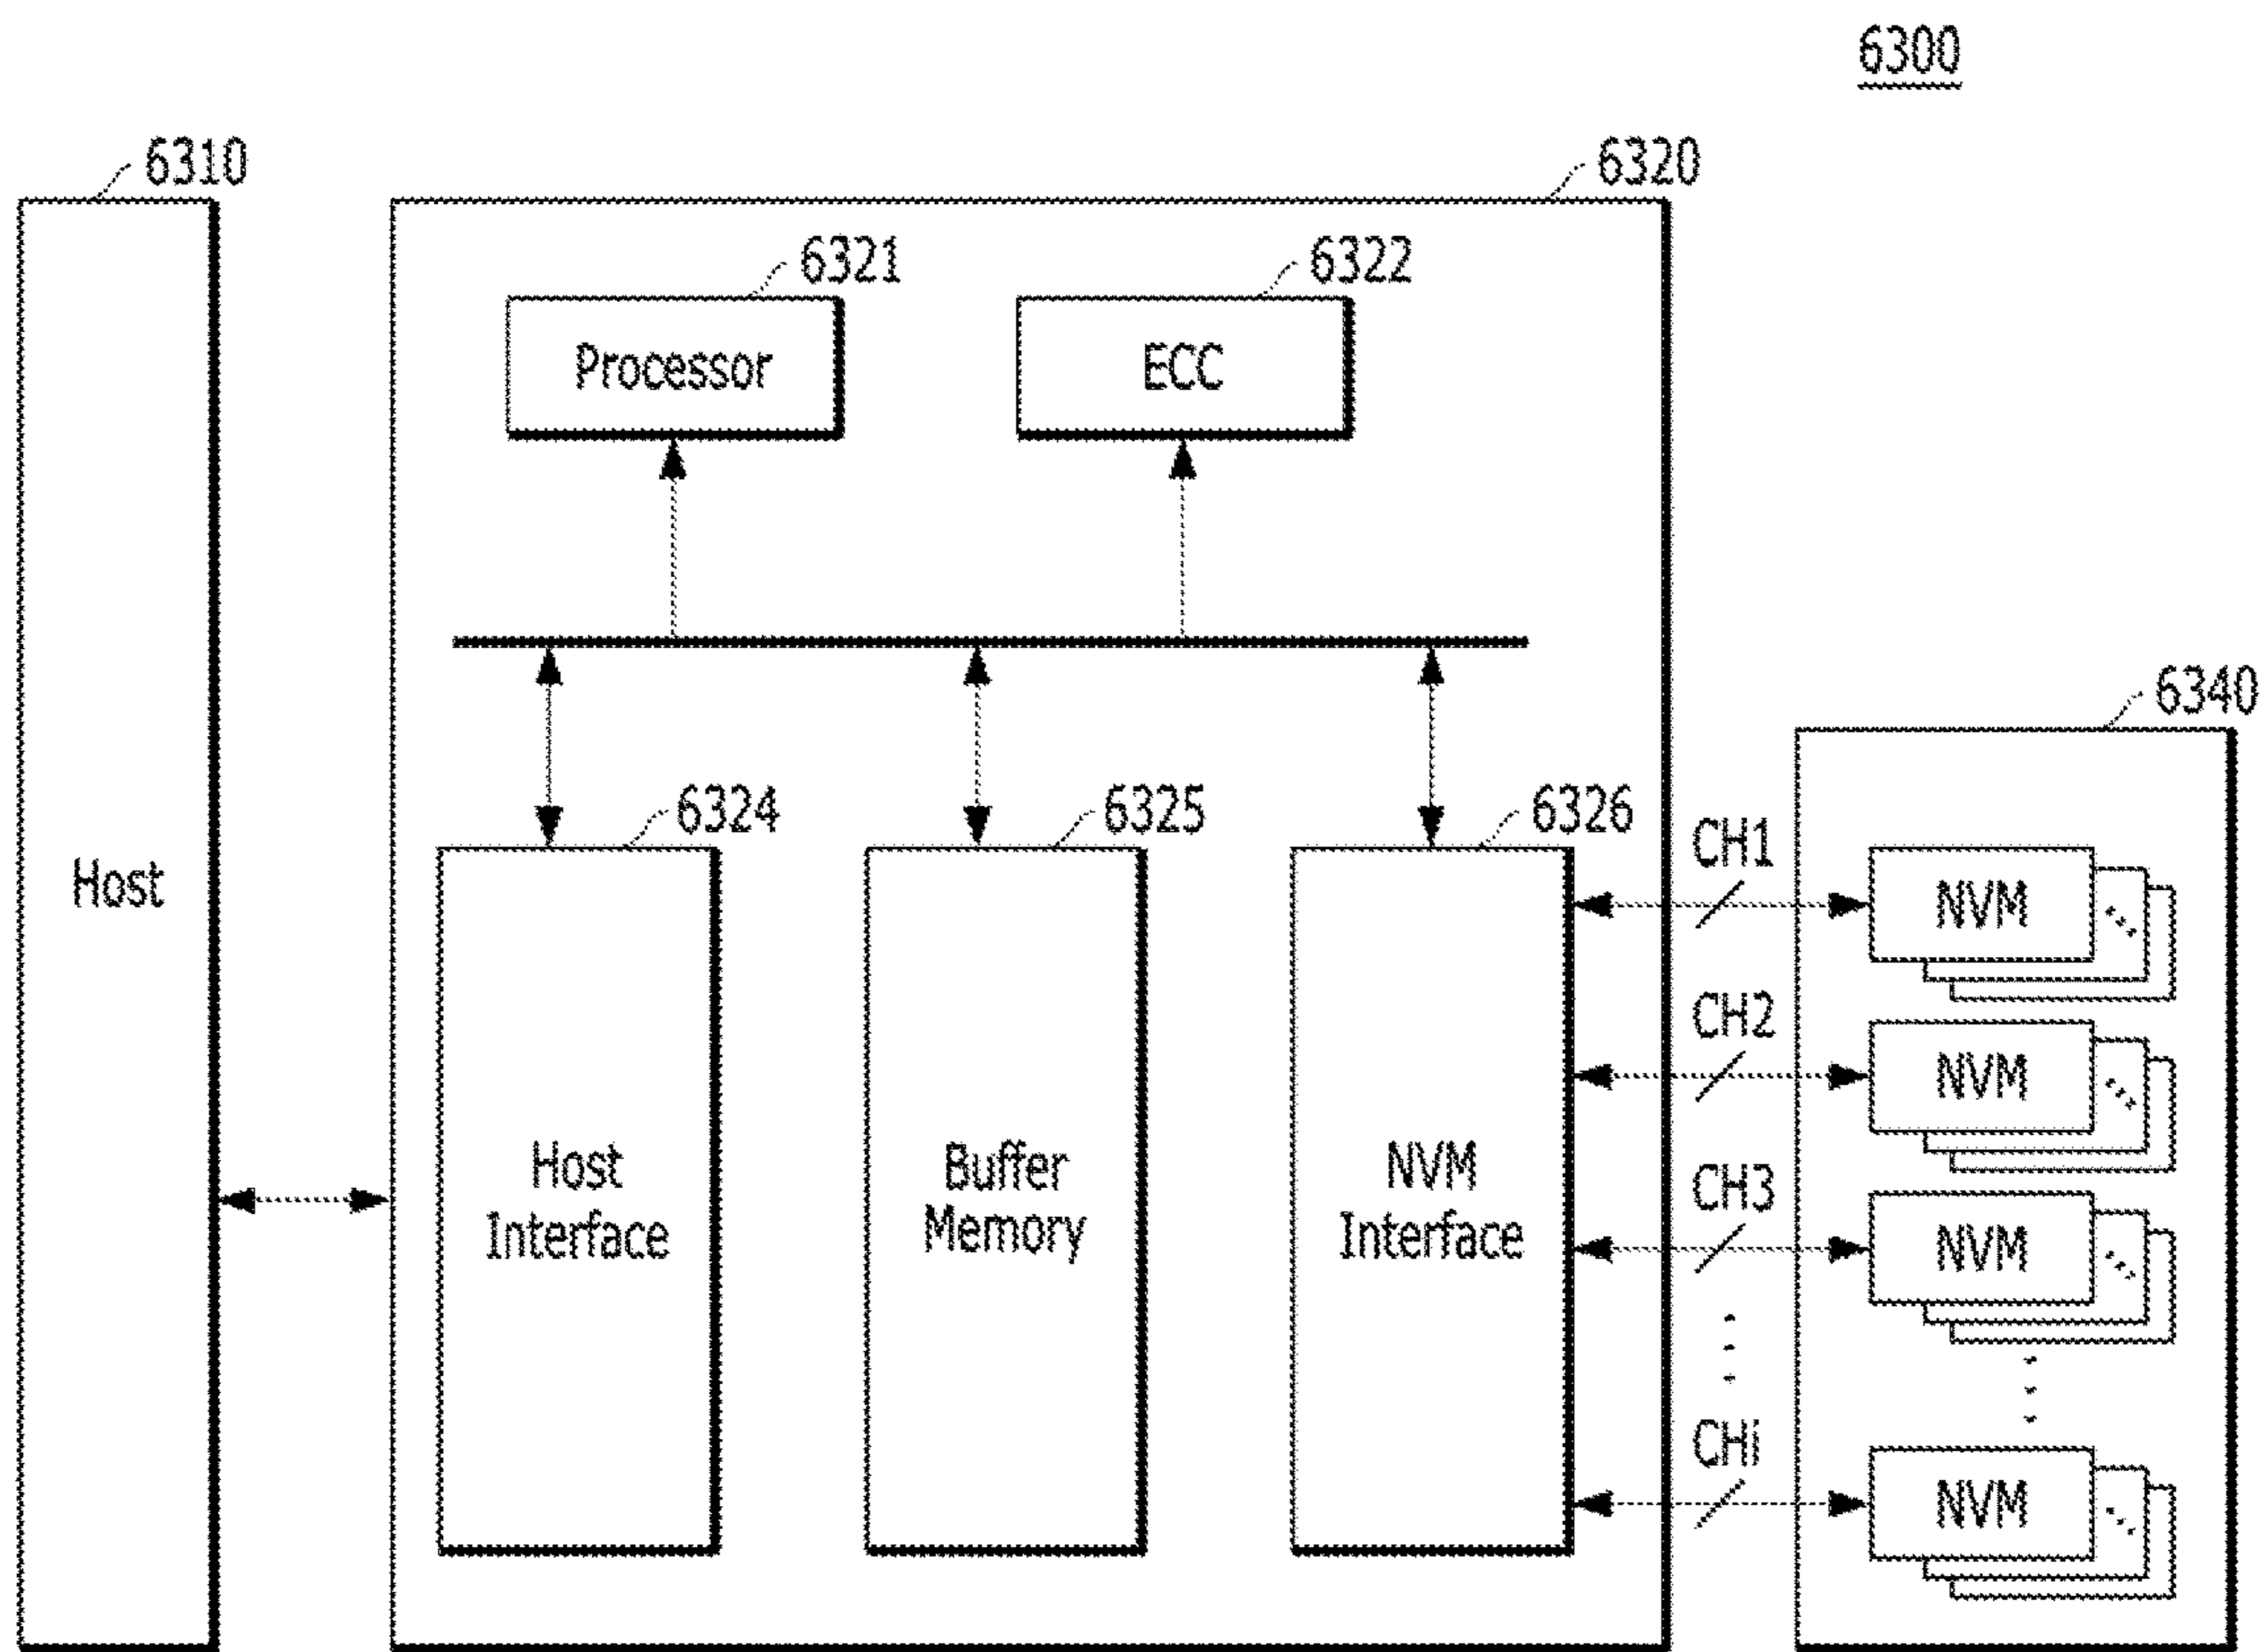 6300
6310
6320
6321
6322
Processor
ECC
6340
6324
6325
6326
CH1
Host
NVM
CH2
NVM
Host
Interface
Buffer
Memory
NVM
Interface
CH3
NVM
CHi
NVM